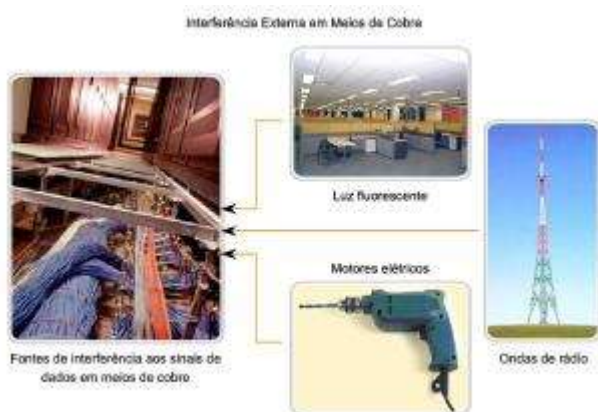 Interferência Externa em Meios de Cobre
Luz fluorescente
Motores elétricos
Fontes de interferência aos sinais de
dados em meios de cobre
Ondas de rádio